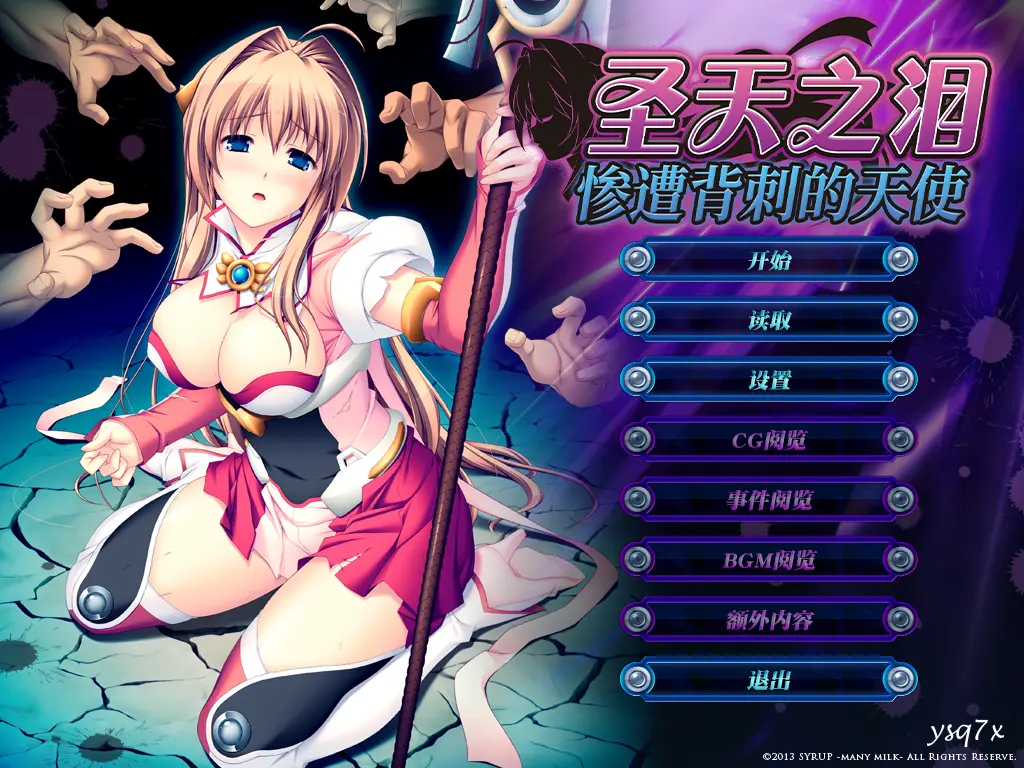 圣天之泪
惨遭背刺的天使
开始
读取
设置
CG阅览
事件阅览
BGM阅览
额外内容
退出
ysq7x
©2013 SYRUP -MANY MILK- ALL RIGHTS RESERVE.